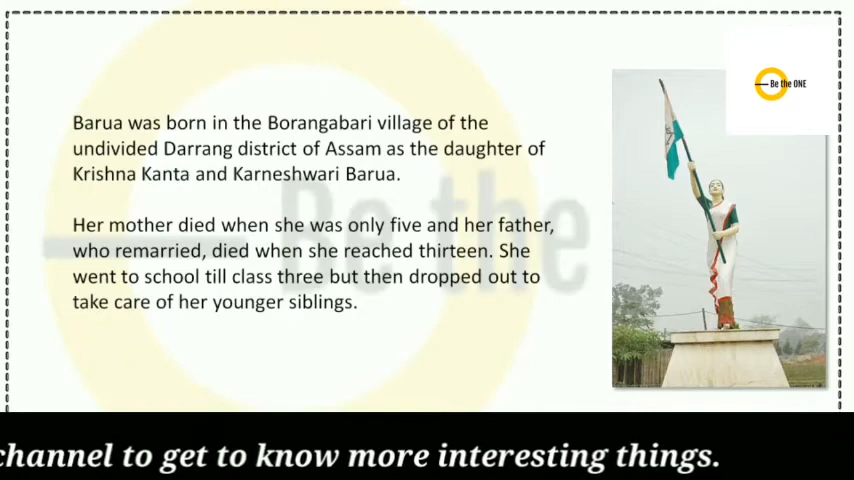 Be the ONE
Barua was born in the Borangabari village of the
undivided Darrang district of Assam as the daughter of
Krishna Kanta and Karneshwari Barua.
Her mother died when she was only five and her father,
who remarried, died when she reached thirteen. She
went to school till class three but then dropped out to
take care of her younger siblings.
Be the
channel to get to know more interesting things.